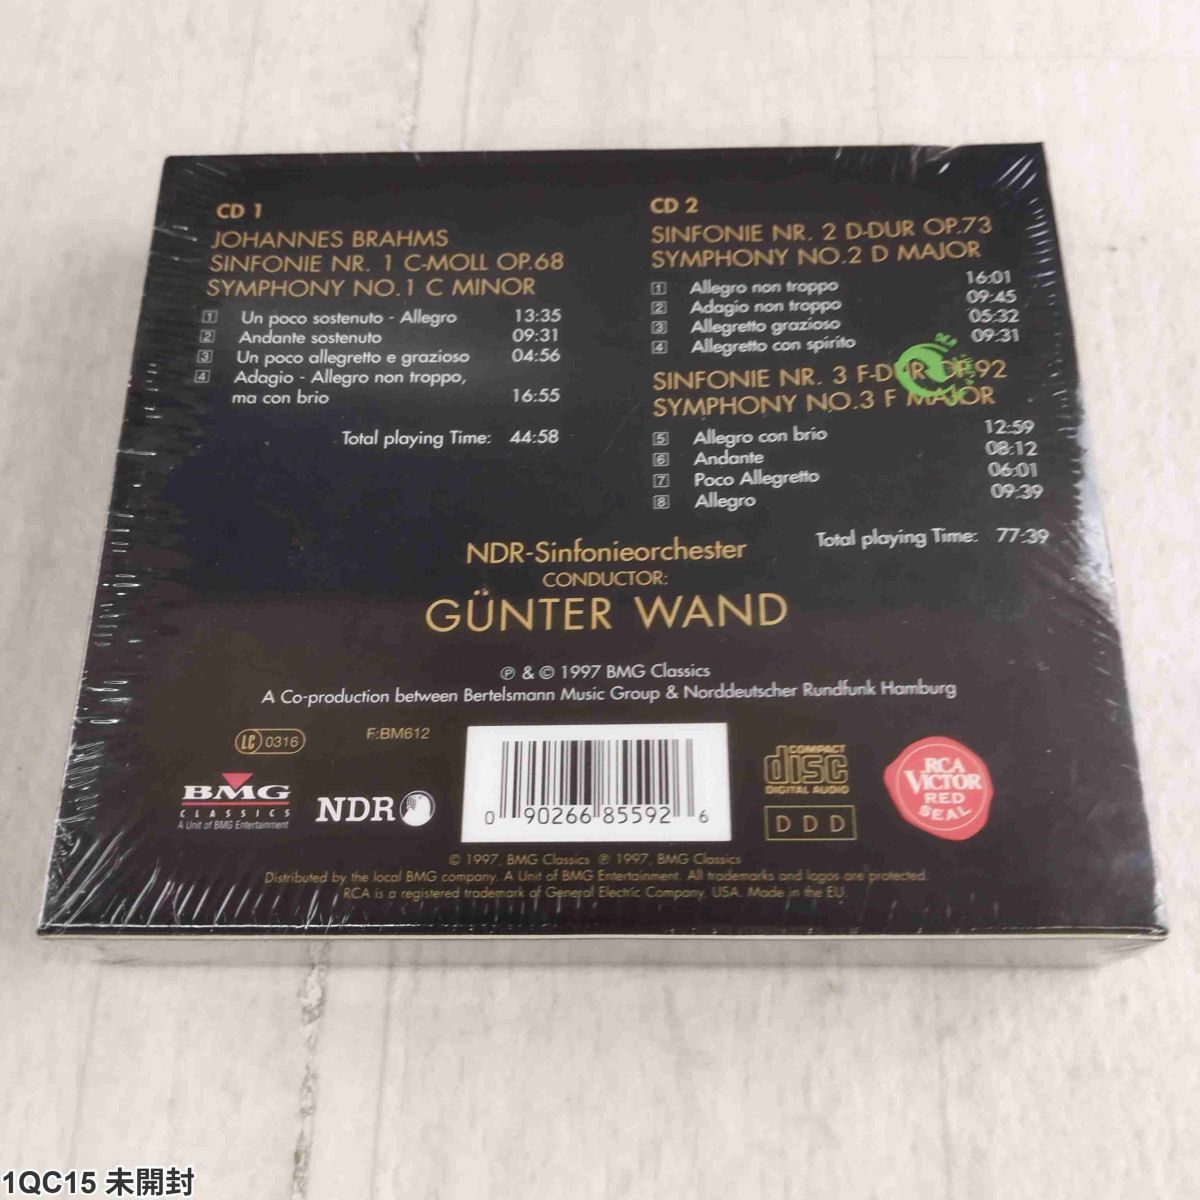 CD 1
JOHANNES BRAHMS
SINFONIE NR. 1 C-MOLL OP.68
SYMPHONY NO.1 C MINOR
1 Un poco sostenuto - Allegro 13:35
2 Andante sostenuto 09:31
3 Un poco allegretto e grazioso 04:56
4 Adagio - Allegro non troppo,
ma con brio 16:55
Total playing Time: 44:58
CD 2
SINFONIE NR. 2 D-DUR OP.73
SYMPHONY NO.2 D MAJOR
1 Allegro non troppo 16:01
2 Adagio non troppo 09:45
3 Allegretto grazioso 05:32
4 Allegretto con spirito 09:31
SINFONIE NR. 3 F-DUR OP.92
SYMPHONY NO.3 F MAJOR
5 Allegro con brio 12:59
6 Andante 08:12
7 Poco Allegretto 06:01
8 Allegro 09:39
Total playing Time: 77:39
NDR-Sinfonieorchester
CONDUCTOR:
GÜNTER WAND
℗ & © 1997 BMG Classics
A Co-production between Bertelsmann Music Group & Norddeutscher Rundfunk Hamburg
LC 0316
F:BM612
BMG
CLASSICS
A Unit of BMG Entertainment
NDR
0 90266 85592 6
COMPACT
disc
DIGITAL AUDIO
DDD
RCA
VICTOR
RED
SEAL
© 1997, BMG Classics ℗ 1997, BMG Classics
Distributed by the local BMG company. A Unit of BMG Entertainment. All trademarks and logos are protected.
RCA is a registered trademark of General Electric Company, USA. Made in the EU.
1QC15 未開封